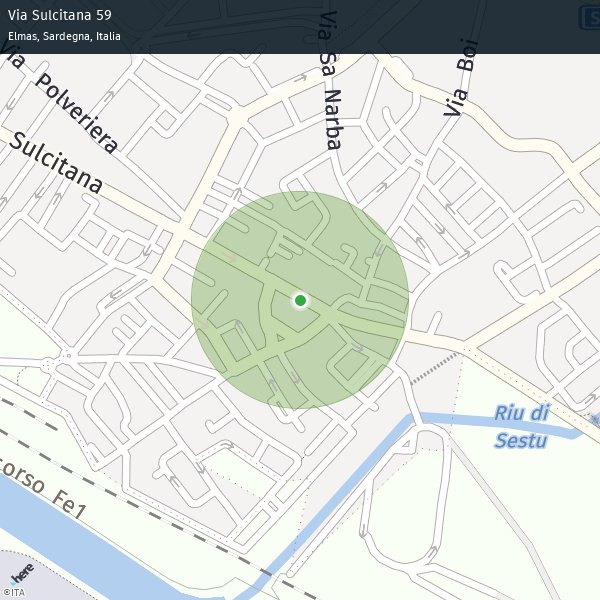 Via Sulcitana 59
Elmas, Sardegna, Italia
S
Via Sa Narba
Via Boi
Via Polveriera
Sulcitana
Riu di
Sestu
corso Fe1
here
©ITA